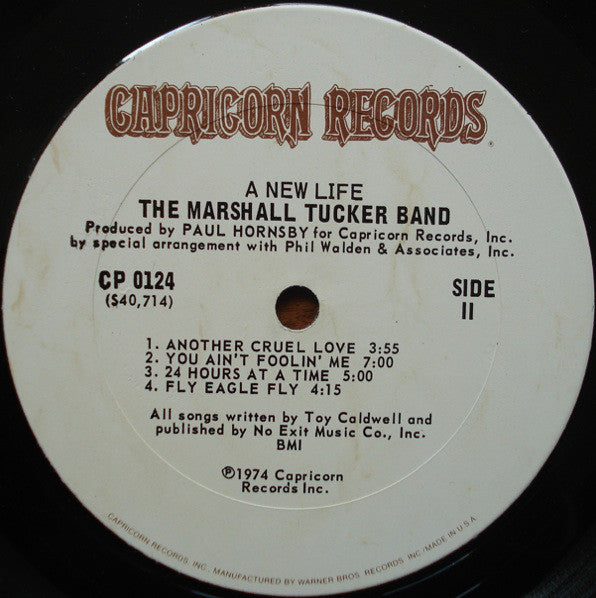 CAPRICORN RECORDS
A NEW LIFE
THE MARSHALL TUCKER BAND
Produced by PAUL HORNSBY for Capricorn Records, Inc.
by special arrangement with Phil Walden & Associates, Inc.
CP 0124
(S40,714)
SIDE
II
1. ANOTHER CRUEL LOVE 3:55
2. YOU AIN'T FOOLIN' ME 7:00
3. 24 HOURS AT A TIME 5:00
4. FLY EAGLE FLY 4:15
All songs written by Toy Caldwell and
published by No Exit Music Co., Inc.
BMI
℗1974 Capricorn
Records Inc.
CAPRICORN RECORDS, INC., MANUFACTURED BY WARNER BROS. RECORDS INC./MADE IN U.S.A